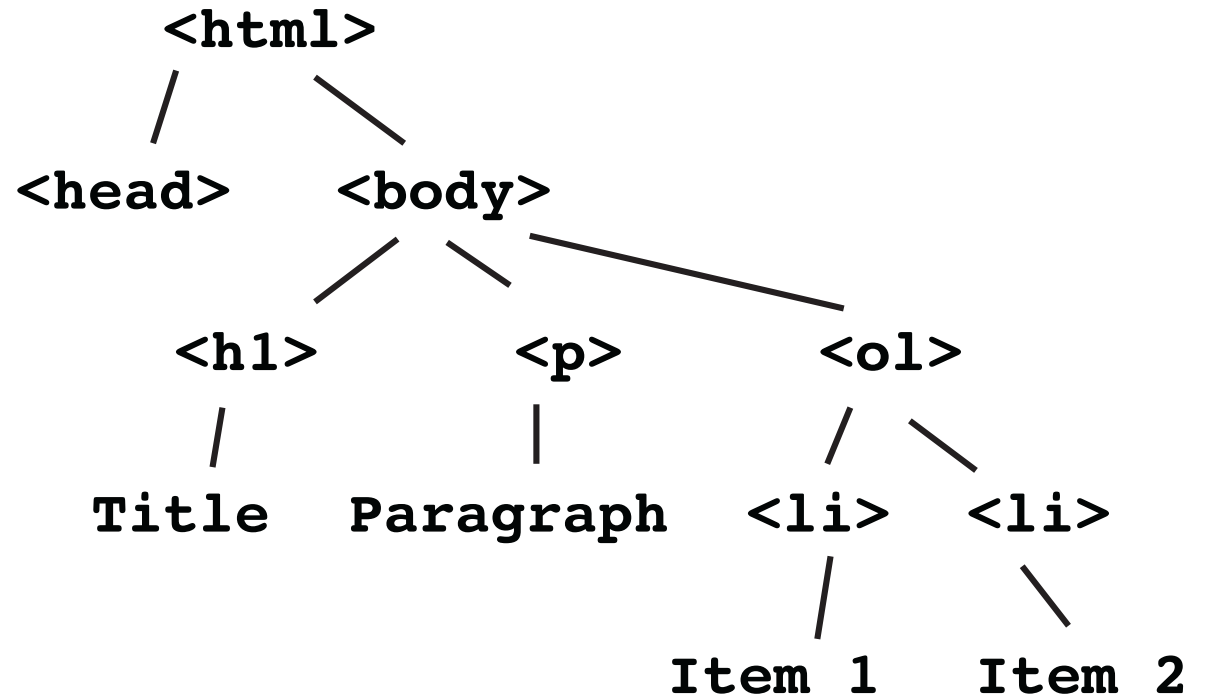 <html>
<head> <body>
<h1> <p> <ol>
Title Paragraph <li> <li>
Item 1 Item 2